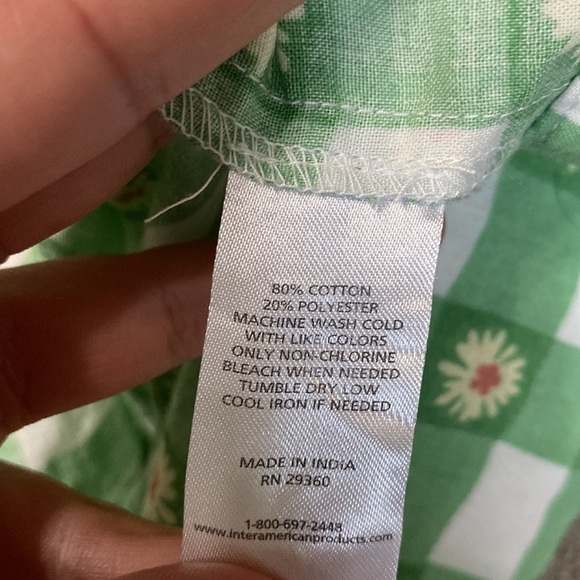 80% COTTON
20% POLYESTER
MACHINE WASH COLD
WITH LIKE COLORS
ONLY NON-CHLORINE
BLEACH WHEN NEEDED
TUMBLE DRY LOW
COOL IRON IF NEEDED
MADE IN INDIA
RN 29360
1-800-697-2448
www.interamericanproducts.com